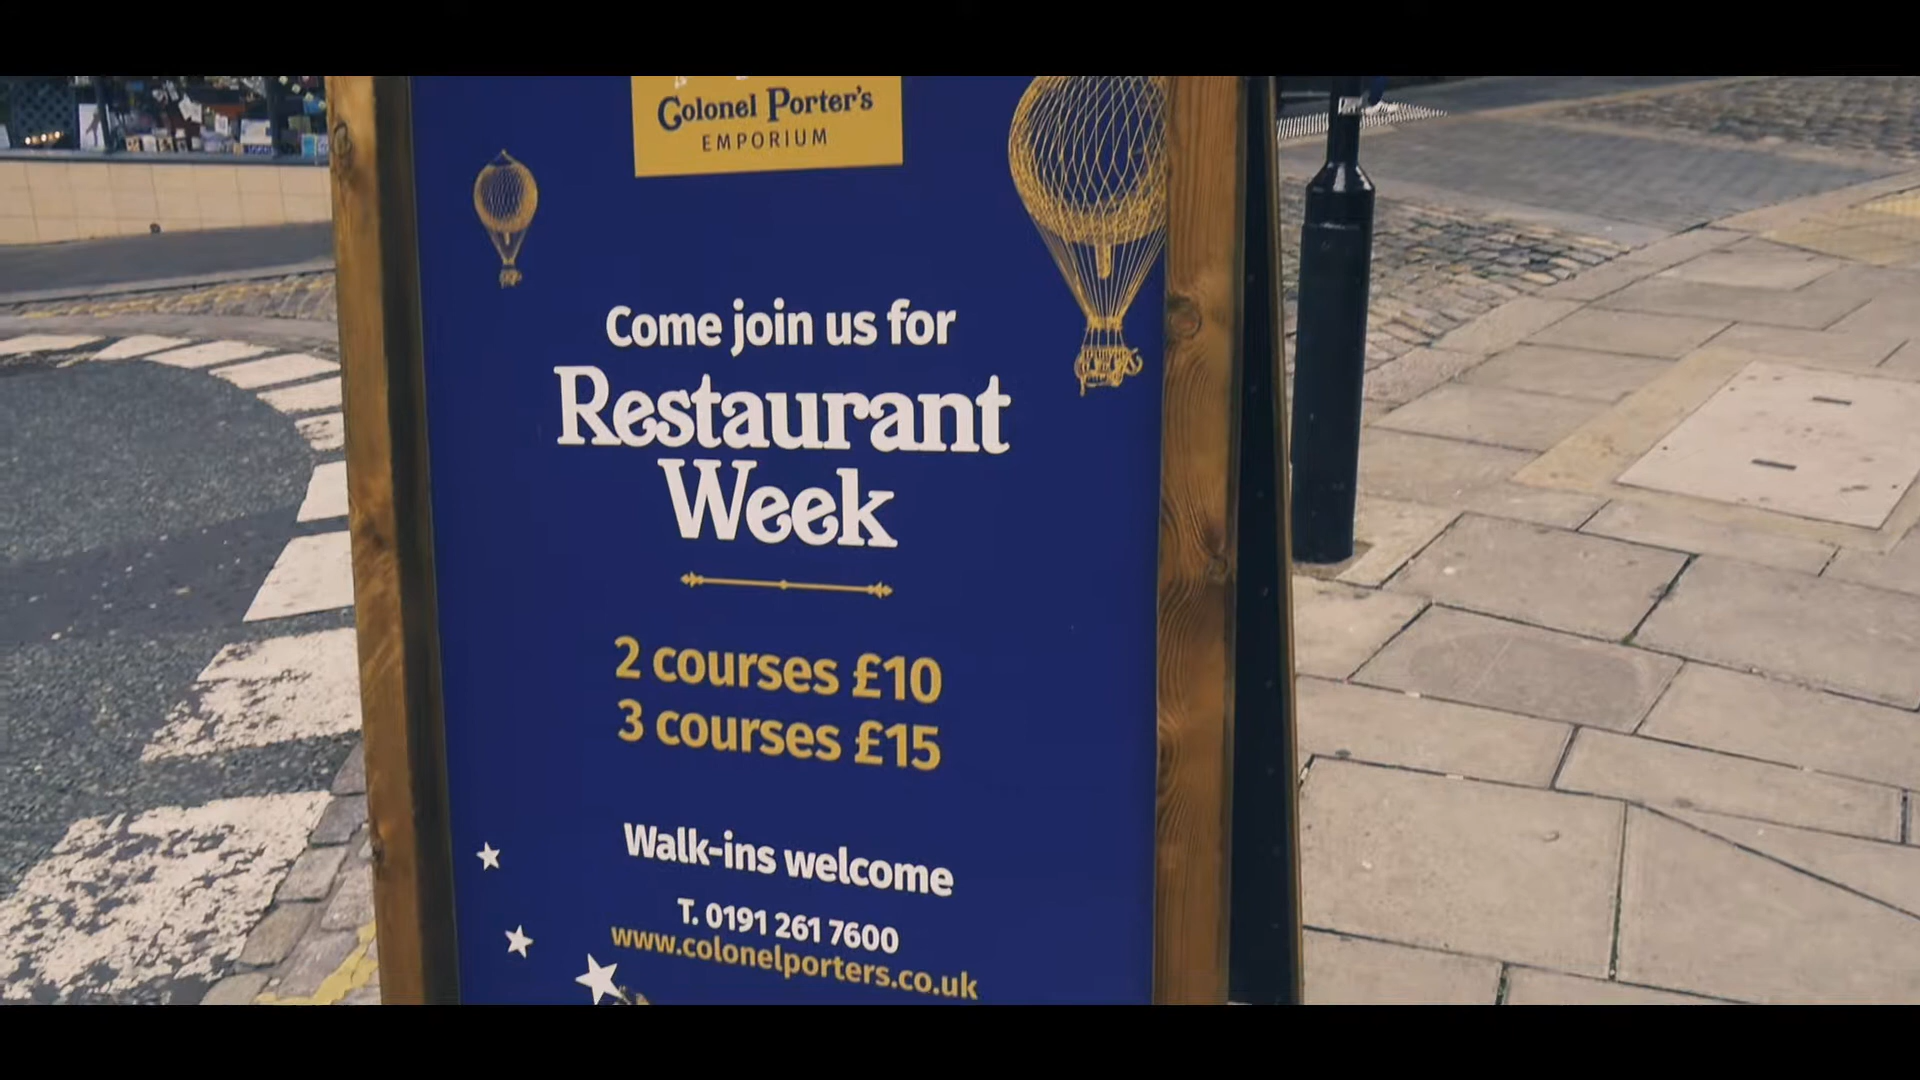 Colonel Porter's
EMPORIUM
Come join us for
Restaurant
Week
2 courses £10
3 courses £15
Walk-ins welcome
T. 0191 261 7600
www.colonelporters.co.uk